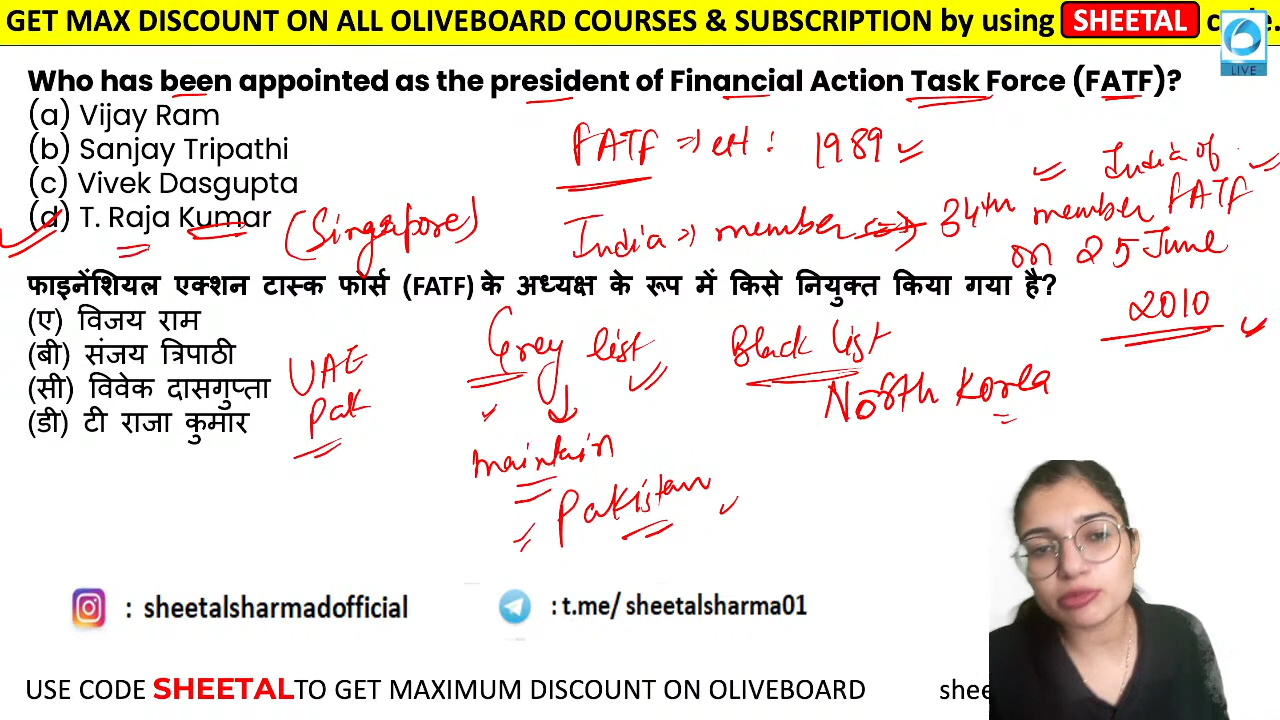 GET MAX DISCOUNT ON ALL OLIVEBOARD COURSES & SUBSCRIPTION by using SHEETAL code.
LIVE
Who has been appointed as the president of Financial Action Task Force (FATF)?
(a) Vijay Ram
(b) Sanjay Tripathi
(c) Vivek Dasgupta
(d) T. Raja Kumar
(Singapore)
FATF => est : 1989
India => member => 34th member FATF
India of
on 25 June
2010
फाइनेंशियल एक्शन टास्क फोर्स (FATF) के अध्यक्ष के रूप में किसे नियुक्त किया गया है?
(ए) विजय राम
(बी) संजय त्रिपाठी
(सी) विवेक दासगुप्ता
(डी) टी राजा कुमार
UAE
Pak
Grey list
maintain
Pakistan
Black list
North Korea
: sheetalsharmadofficial
: t.me/ sheetalsharma01
USE CODE SHEETAL TO GET MAXIMUM DISCOUNT ON OLIVEBOARD
shee